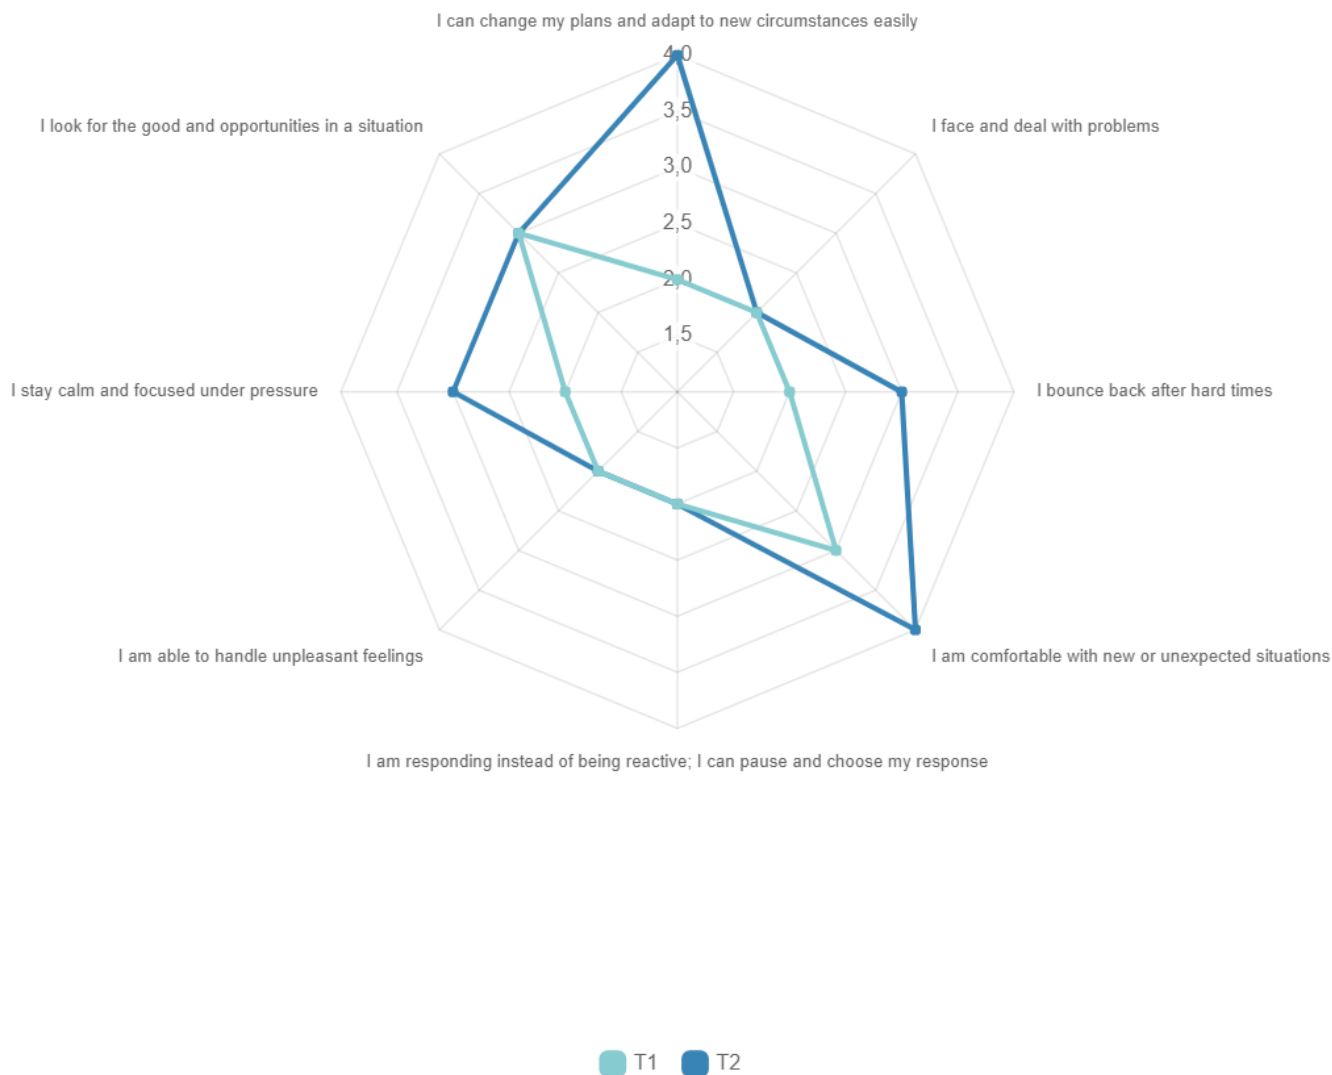 I can change my plans and adapt to new circumstances easily
4,0
3,5
3,0
2,5
2,0
1,5
I look for the good and opportunities in a situation
I face and deal with problems
I stay calm and focused under pressure
I bounce back after hard times
I am able to handle unpleasant feelings
I am comfortable with new or unexpected situations
I am responding instead of being reactive; I can pause and choose my response
T1
T2